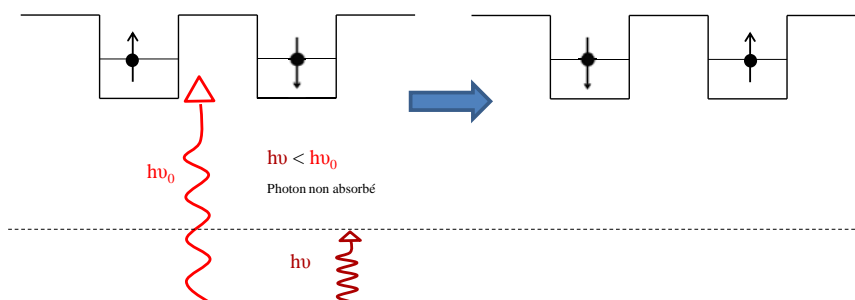 hυ < hυ₀
hυ₀
Photon non absorbé
hυ